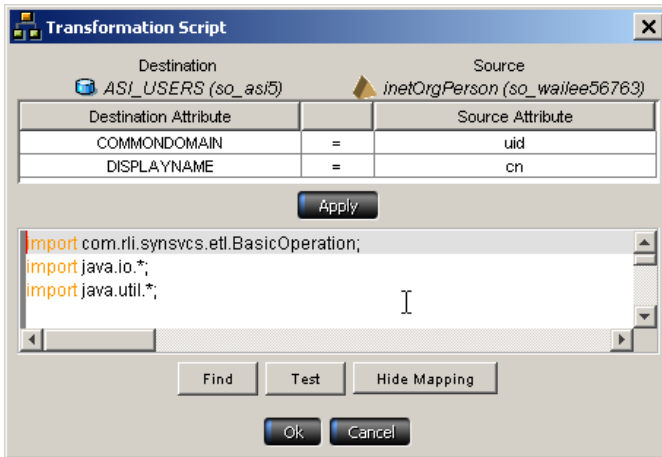 Transformation Script
Destination Source
ASI_USERS (so_asi5) inetOrgPerson (so_wailee56763)
Destination Attribute Source Attribute
COMMONDOMAIN = uid
DISPLAYNAME = cn
Apply
import com.rli.synsvcs.etl.BasicOperation;
import java.io.*;
import java.util.*;
Find Test Hide Mapping
Ok Cancel